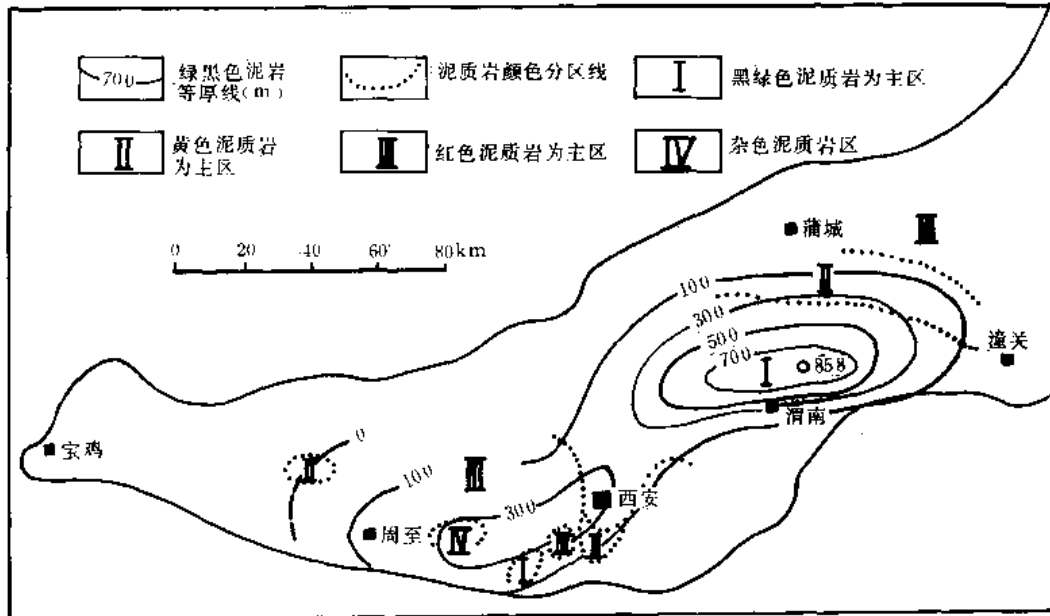 700
绿黑色泥岩
等厚线(m)
泥质岩颜色分区线
I
黑绿色泥质岩为主区
II
黄色泥质岩
为主区
III
红色泥质岩为主区
IV
杂色泥质岩区
0 20 40 60 80km
蒲城
III
II
100
300
500
700
I
858
潼关
渭南
宝鸡
II
0
100
III
300
西安
周至
IV
II
I